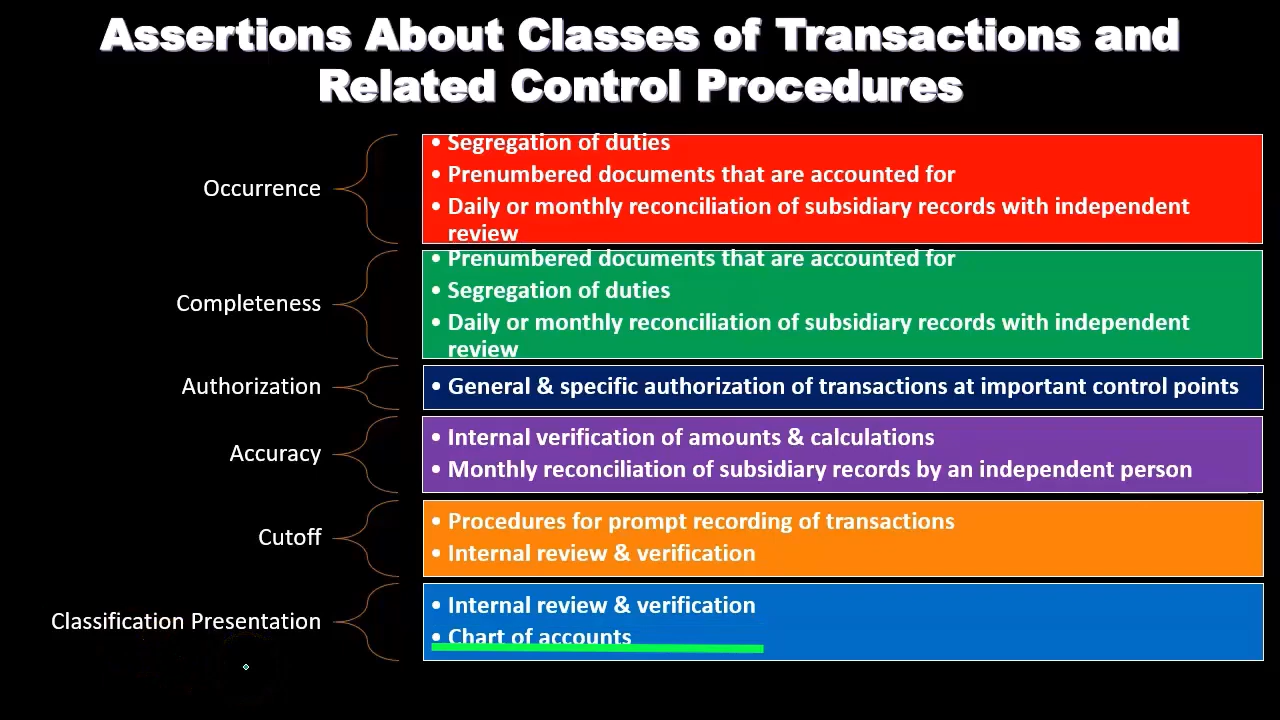 Assertions About Classes of Transactions and
Related Control Procedures
Occurrence
• Segregation of duties
• Prenumbered documents that are accounted for
• Daily or monthly reconciliation of subsidiary records with independent
review
Completeness
• Prenumbered documents that are accounted for
• Segregation of duties
• Daily or monthly reconciliation of subsidiary records with independent
review
Authorization
• General & specific authorization of transactions at important control points
Accuracy
• Internal verification of amounts & calculations
• Monthly reconciliation of subsidiary records by an independent person
Cutoff
• Procedures for prompt recording of transactions
• Internal review & verification
Classification Presentation
• Internal review & verification
• Chart of accounts